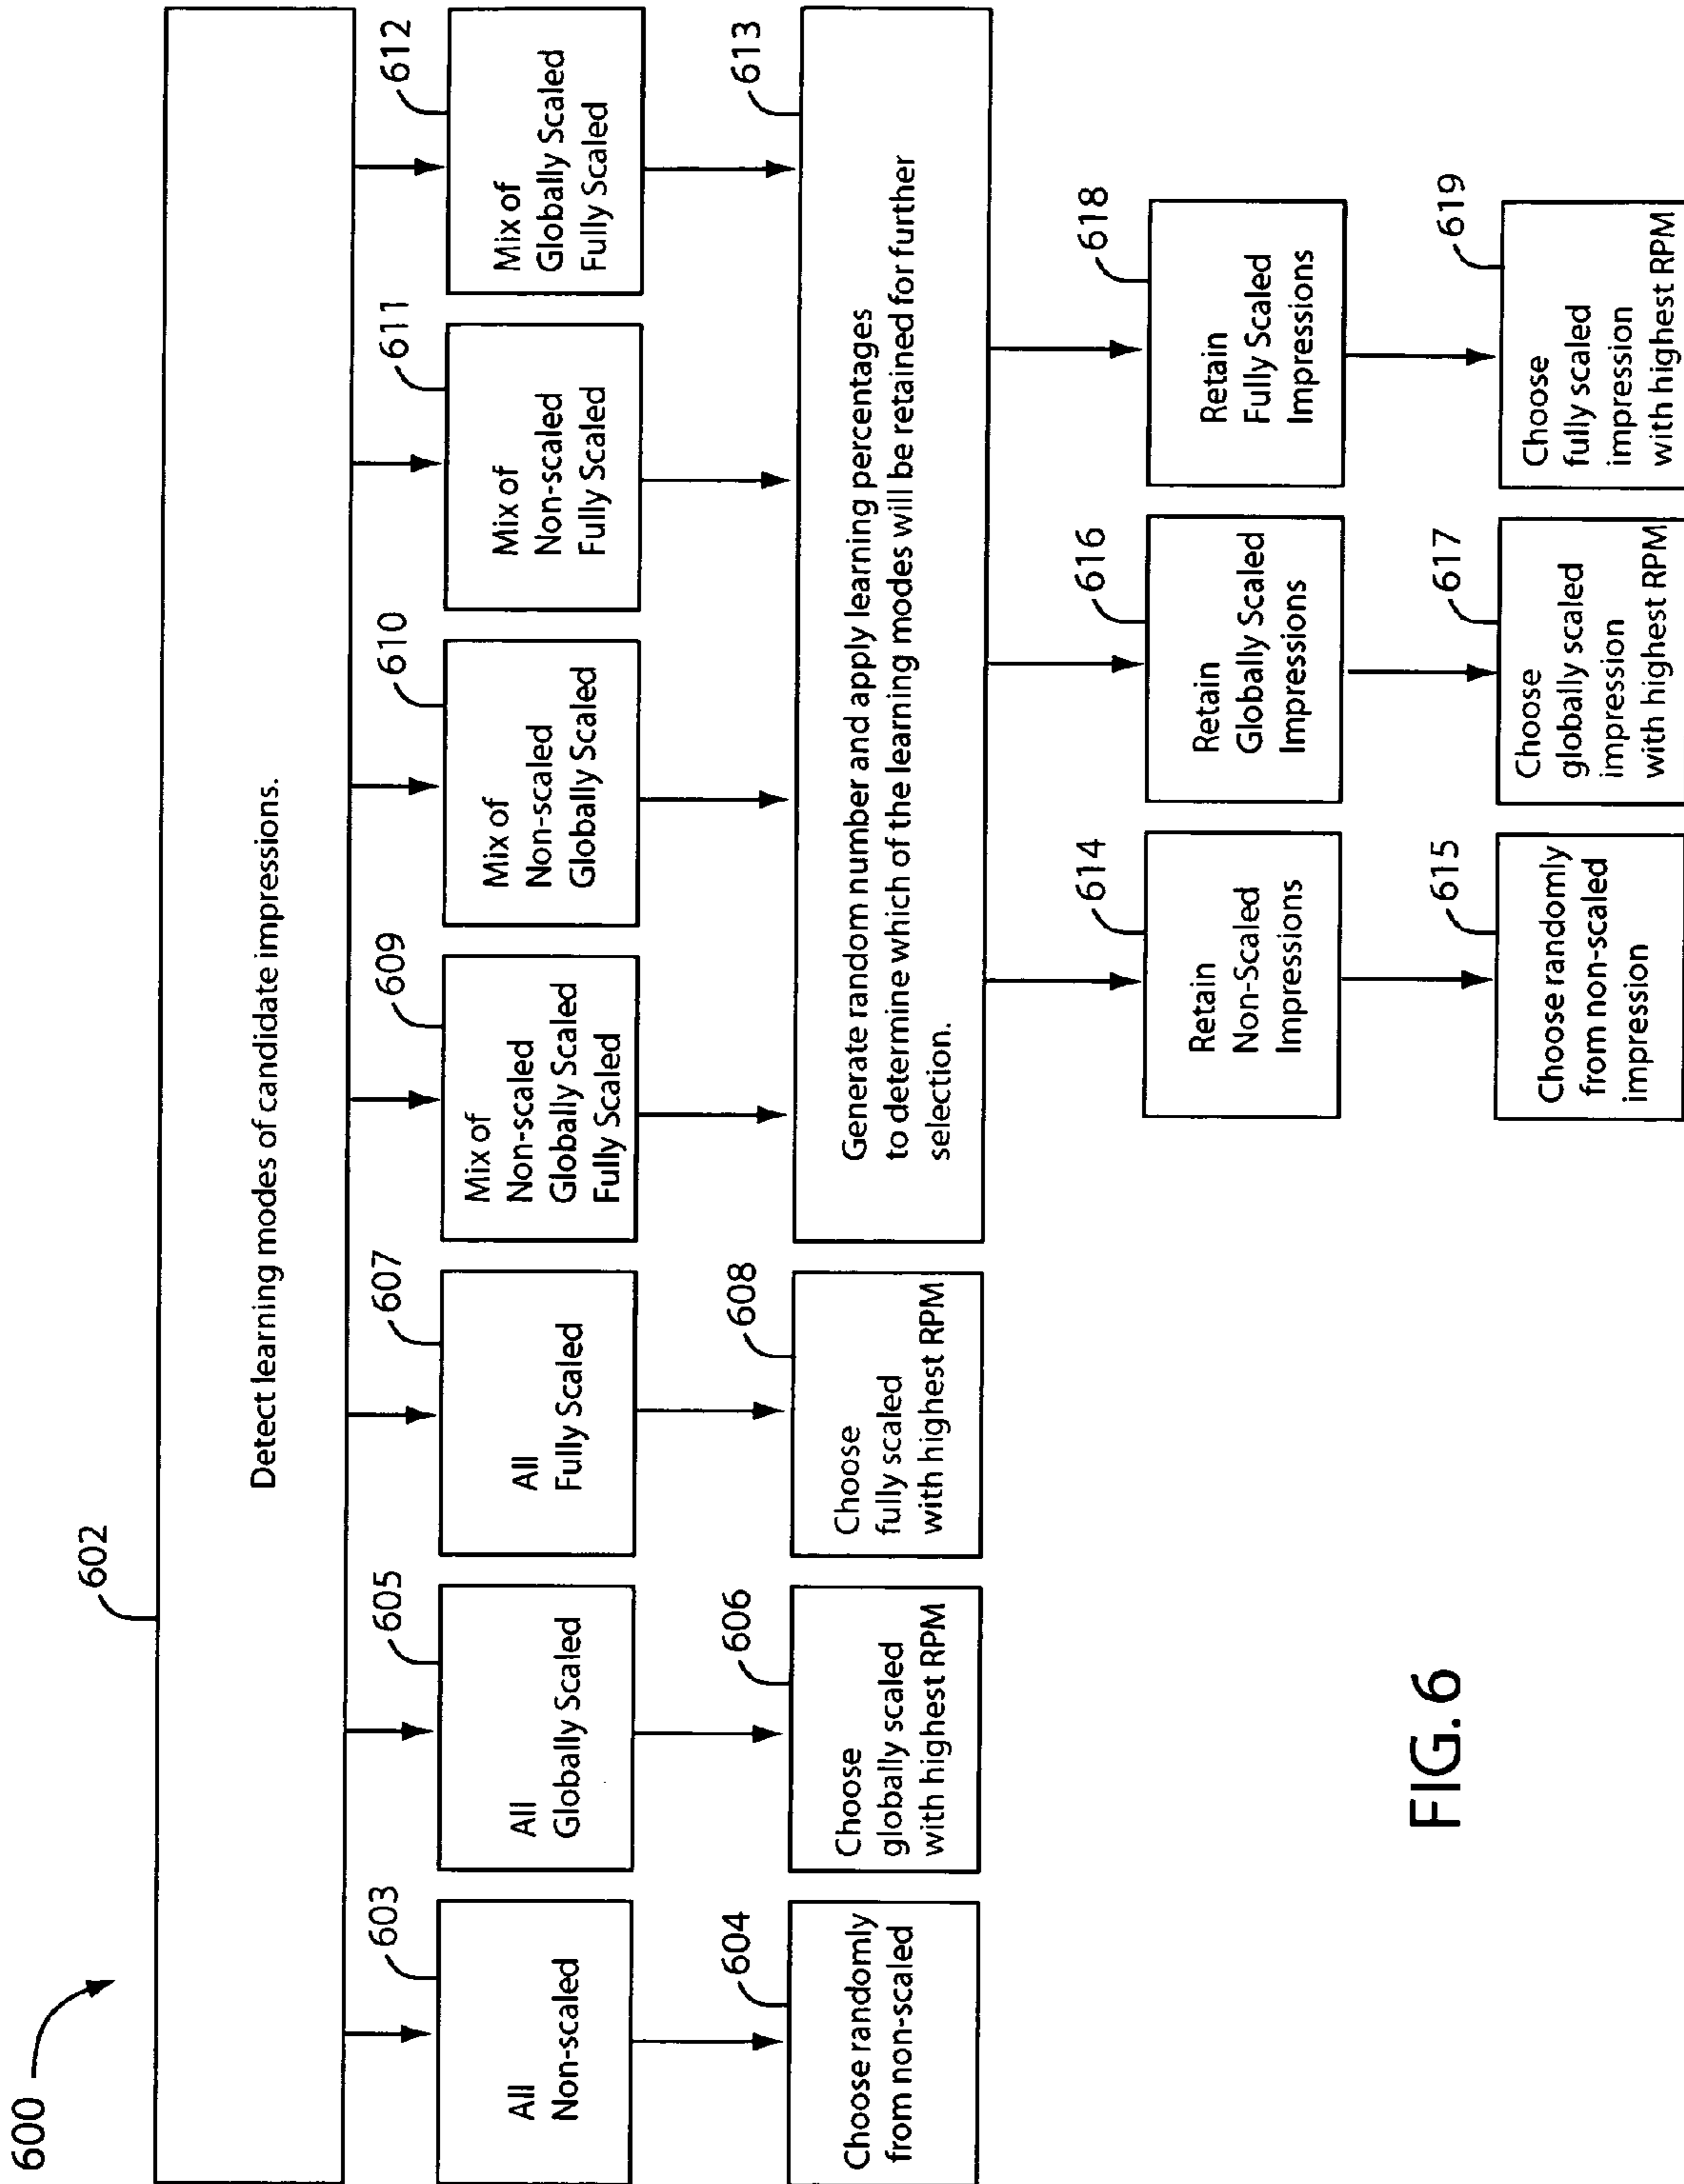 600
602
Detect learning modes of candidate impressions.
603
All
Non-scaled
605
All
Globally Scaled
607
All
Fully Scaled
609
Mix of
Non-scaled
Globally Scaled
Fully Scaled
610
Mix of
Non-scaled
Globally Scaled
611
Mix of
Non-scaled
Fully Scaled
612
Mix of
Globally Scaled
Fully Scaled
604
Choose randomly
from non-scaled
606
Choose
globally scaled
with highest RPM
608
Choose
fully scaled
with highest RPM
613
Generate random number and apply learning percentages
to determine which of the learning modes will be retained for further
selection.
614
Retain
Non-Scaled
Impressions
616
Retain
Globally Scaled
Impressions
618
Retain
Fully Scaled
Impressions
615
Choose randomly
from non-scaled
impression
617
Choose
globally scaled
impression
with highest RPM
619
Choose
fully scaled
impression
with highest RPM
FIG. 6